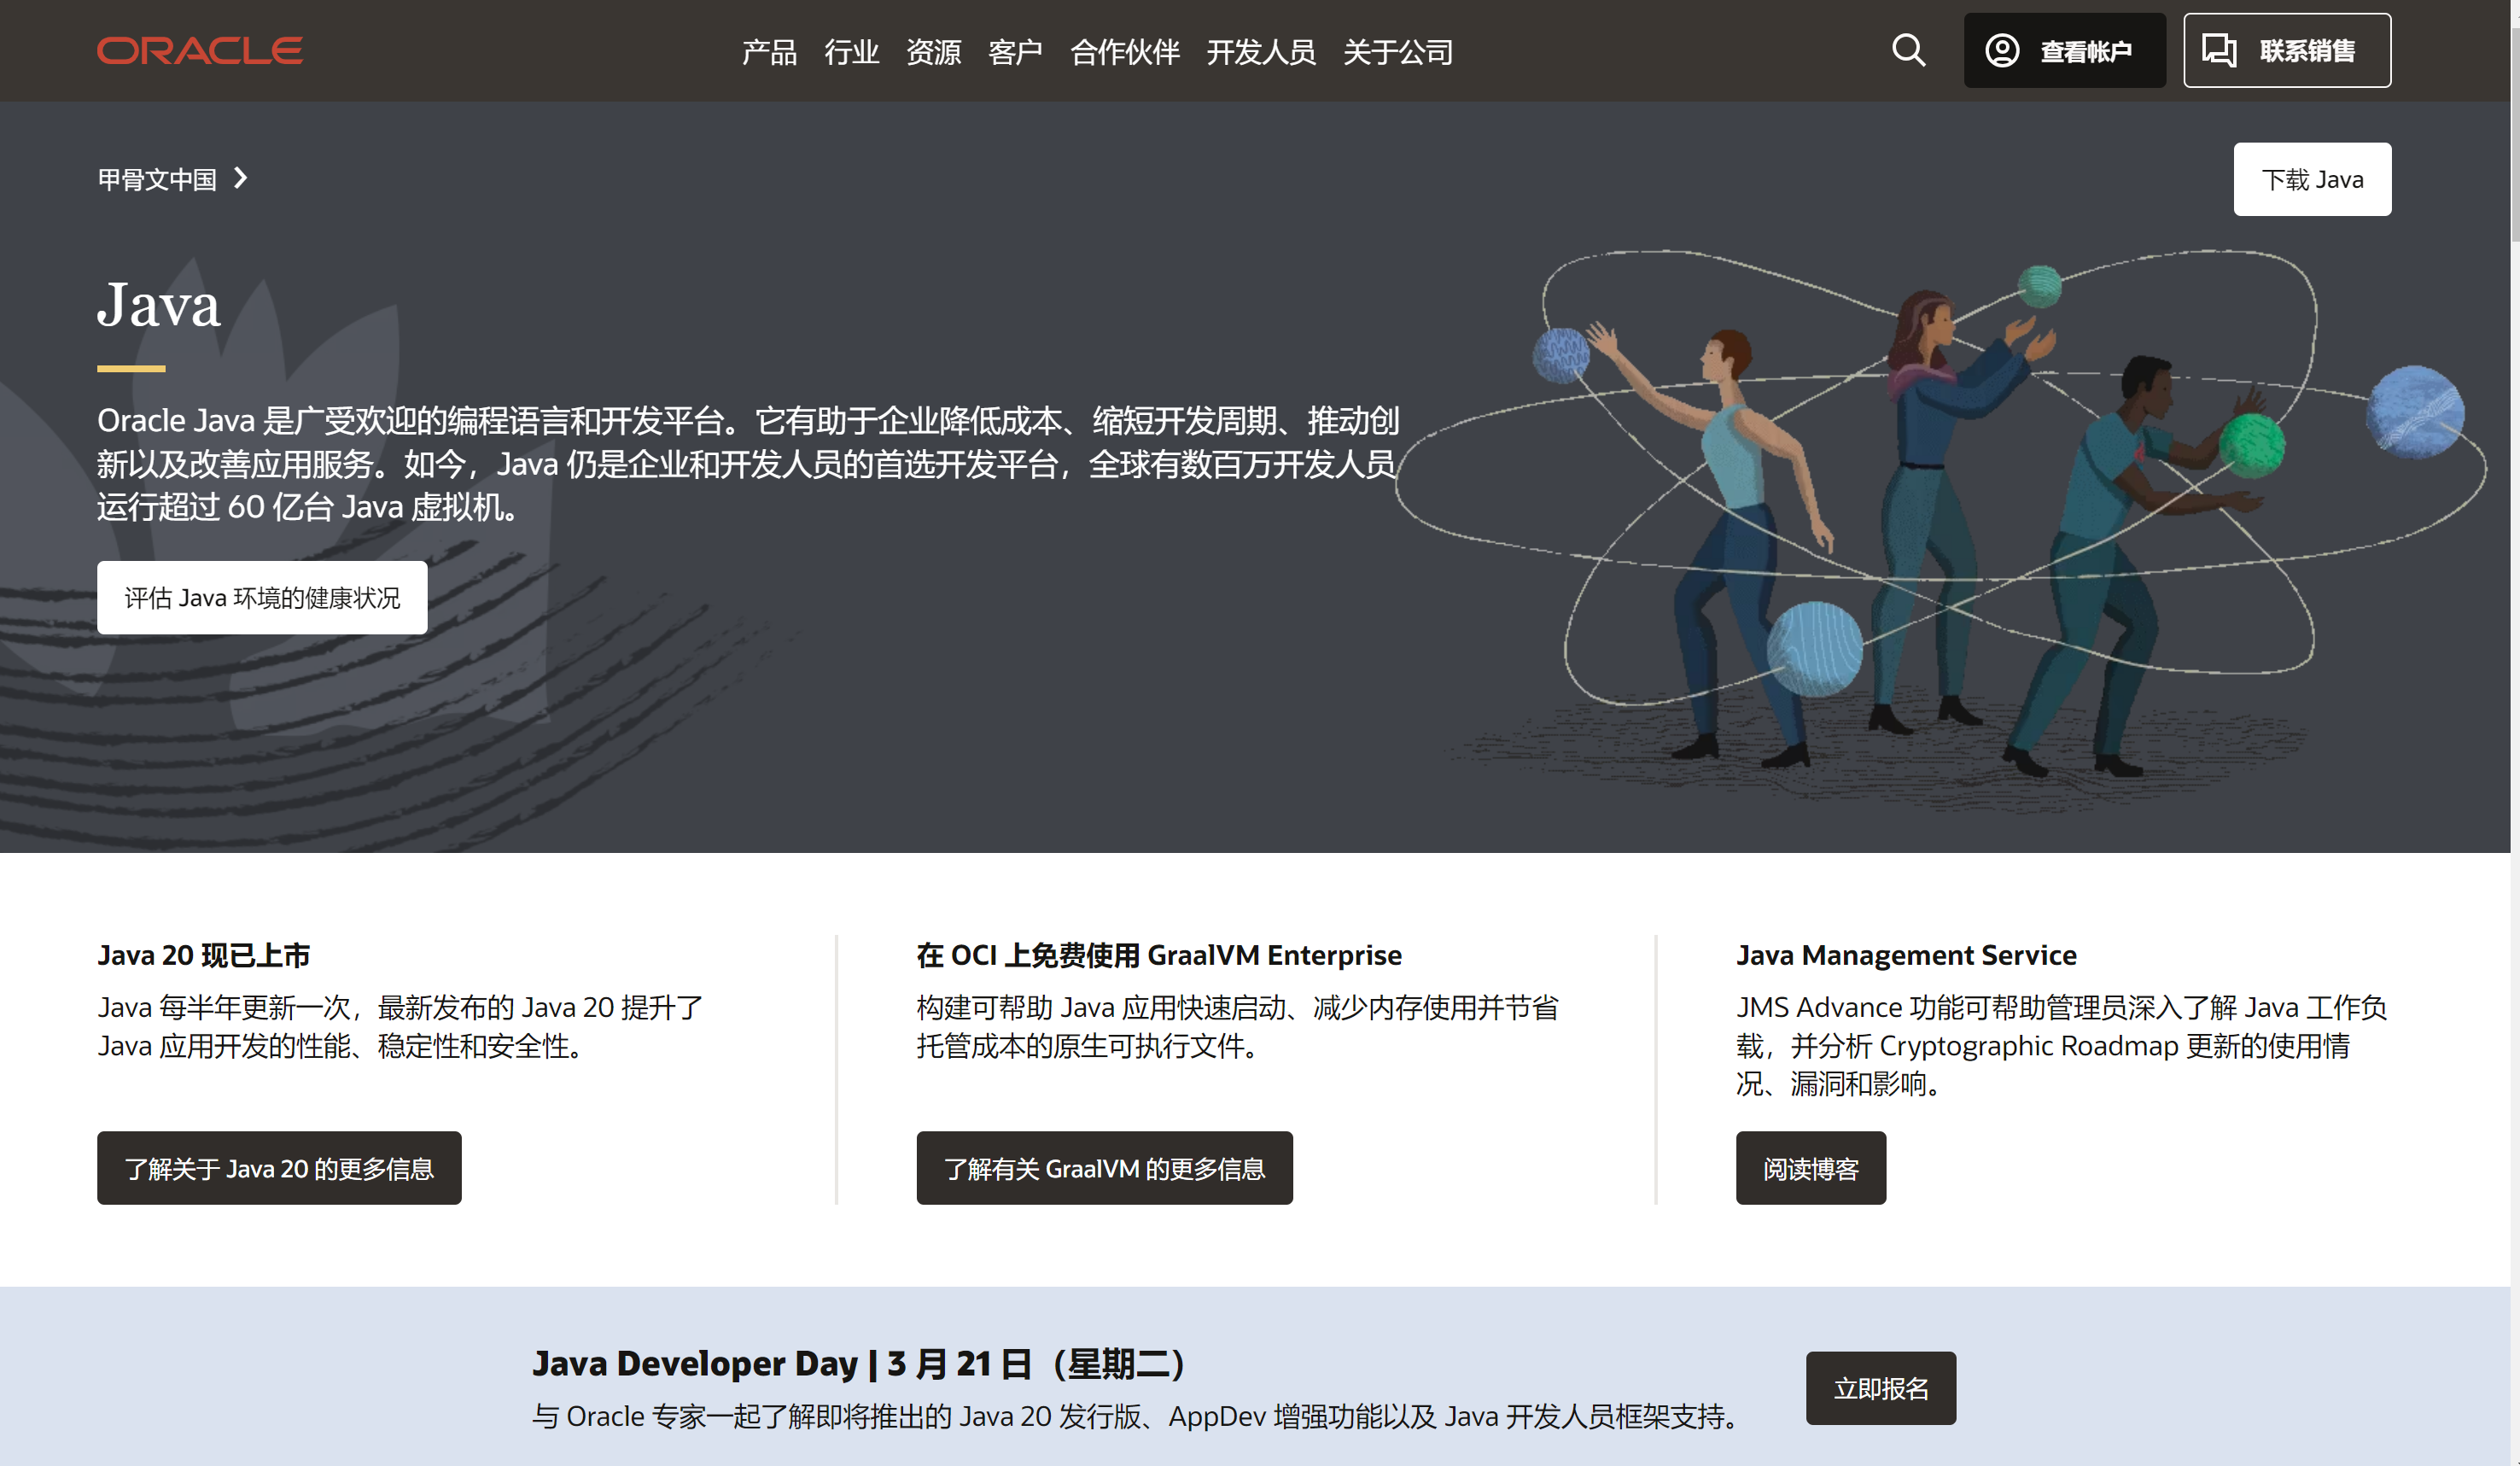 ORACLE
产品 行业 资源 客户 合作伙伴 开发人员 关于公司
查看帐户
联系销售
甲骨文中国
下载 Java
Java
Oracle Java 是广受欢迎的编程语言和开发平台。它有助于企业降低成本、缩短开发周期、推动创
新以及改善应用服务。如今，Java 仍是企业和开发人员的首选开发平台，全球有数百万开发人员
运行超过 60 亿台 Java 虚拟机。
评估 Java 环境的健康状况
Java 20 现已上市
Java 每半年更新一次，最新发布的 Java 20 提升了
Java 应用开发的性能、稳定性和安全性。
了解关于 Java 20 的更多信息
在 OCI 上免费使用 GraalVM Enterprise
构建可帮助 Java 应用快速启动、减少内存使用并节省
托管成本的原生可执行文件。
了解有关 GraalVM 的更多信息
Java Management Service
JMS Advance 功能可帮助管理员深入了解 Java 工作负
载，并分析 Cryptographic Roadmap 更新的使用情
况、漏洞和影响。
阅读博客
Java Developer Day | 3 月 21 日（星期二）
与 Oracle 专家一起了解即将推出的 Java 20 发行版、AppDev 增强功能以及 Java 开发人员框架支持。
立即报名